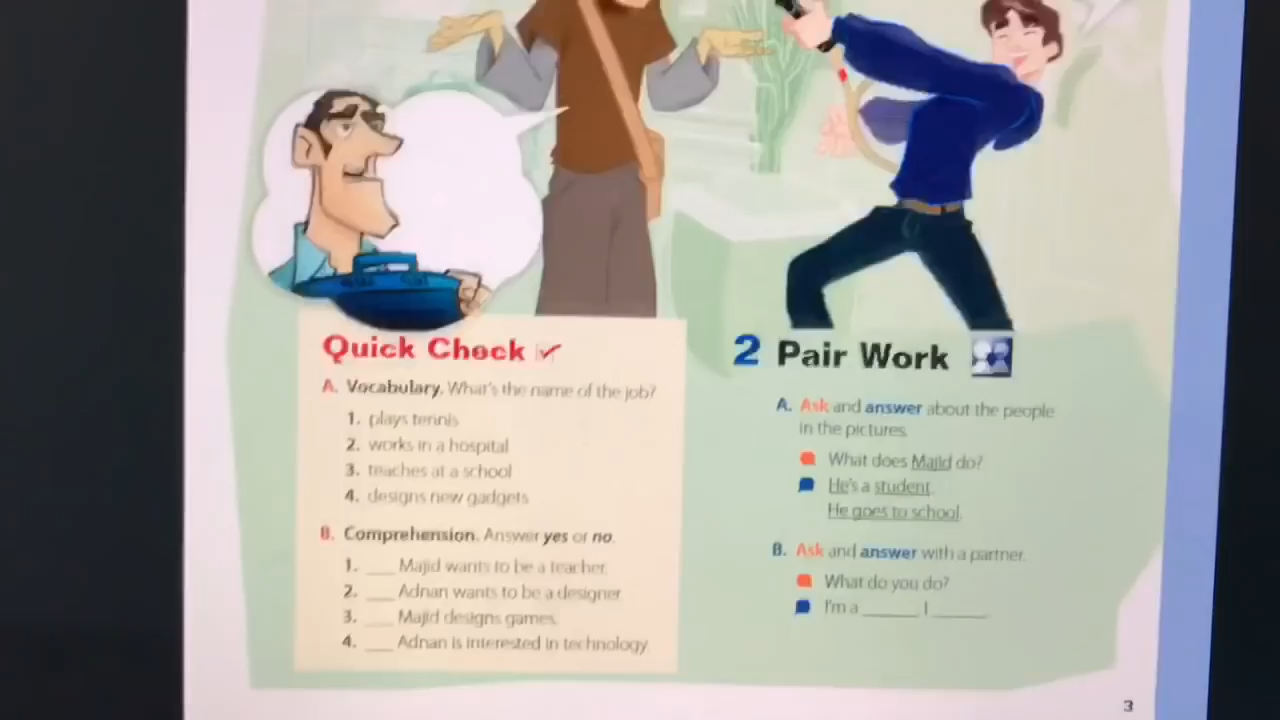 Quick Check
A. Vocabulary. What's the name of the job?
1. plays tennis
2. works in a hospital
3. teaches at a school
4. designs new gadgets
B. Comprehension. Answer yes or no.
1. ___ Majid wants to be a teacher.
2. ___ Adnan wants to be a designer.
3. ___ Majid designs games.
4. ___ Adnan is interested in technology.
2 Pair Work
A. Ask and answer about the people
in the pictures.
What does Majid do?
He's a student.
He goes to school.
B. Ask and answer with a partner.
What do you do?
I'm a ______. I ______.
3